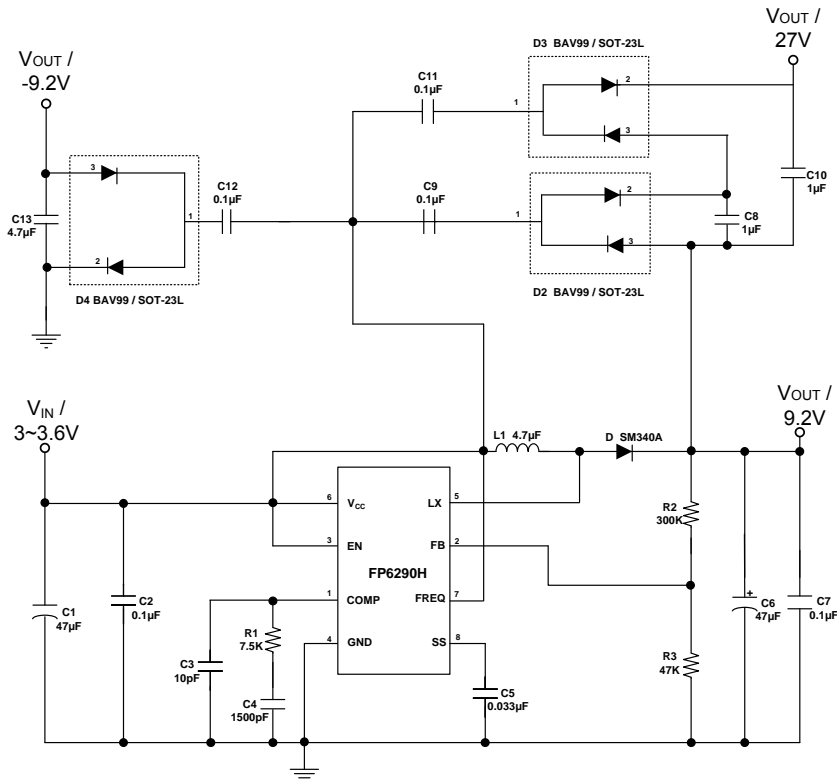 VOUT /
-9.2V
D3 BAV99 / SOT-23L
VOUT /
27V
C11
0.1µF
1
2
3
C10
1µF
3
1
2
C13
4.7µF
C12
0.1µF
C9
0.1µF
1
2
3
C8
1µF
D4 BAV99 / SOT-23L
D2 BAV99 / SOT-23L
VIN /
3~3.6V
VOUT /
9.2V
L1 4.7µF
D SM340A
6
VCC
LX
5
3
EN
FB
2
FP6290H
1
COMP
FREQ
7
4
GND
SS
8
R2
300K
C1
47µF
C2
0.1µF
C3
10pF
R1
7.5K
C4
1500pF
C5
0.033µF
R3
47K
+
C6
47µF
C7
0.1µF